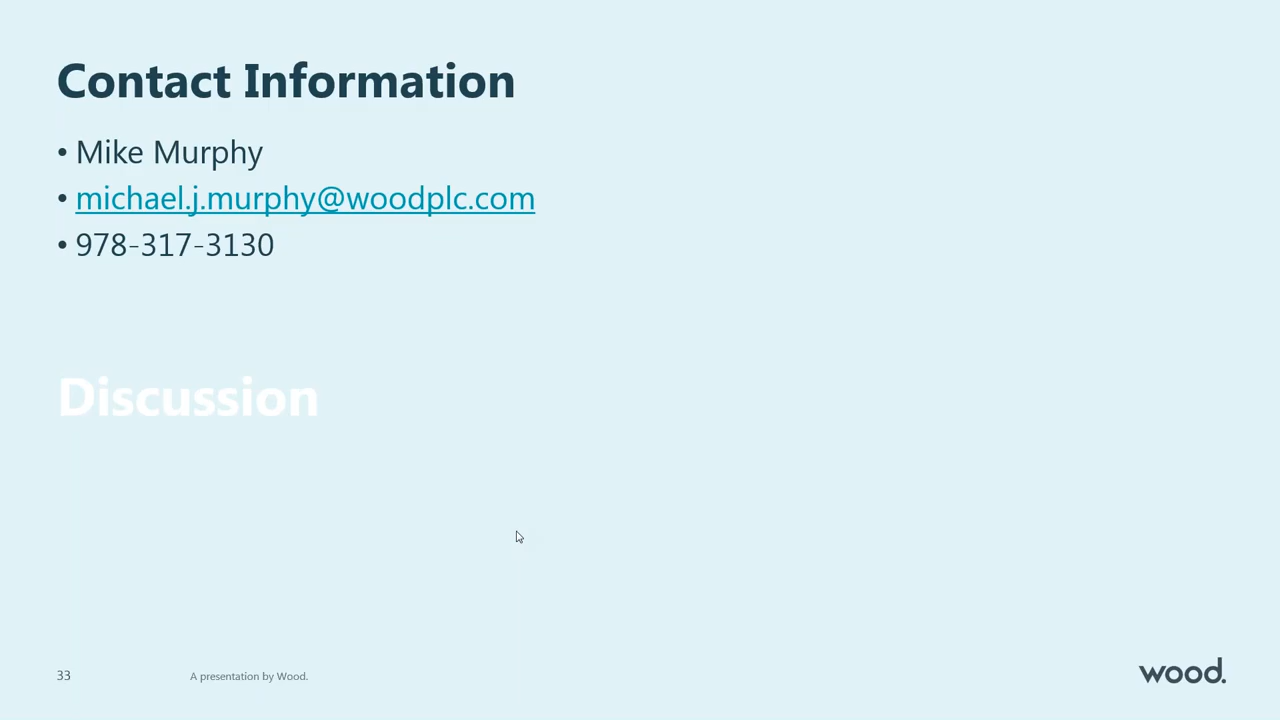 Contact Information
• Mike Murphy
• michael.j.murphy@woodplc.com
• 978-317-3130
Discussion
33
A presentation by Wood.
wood.